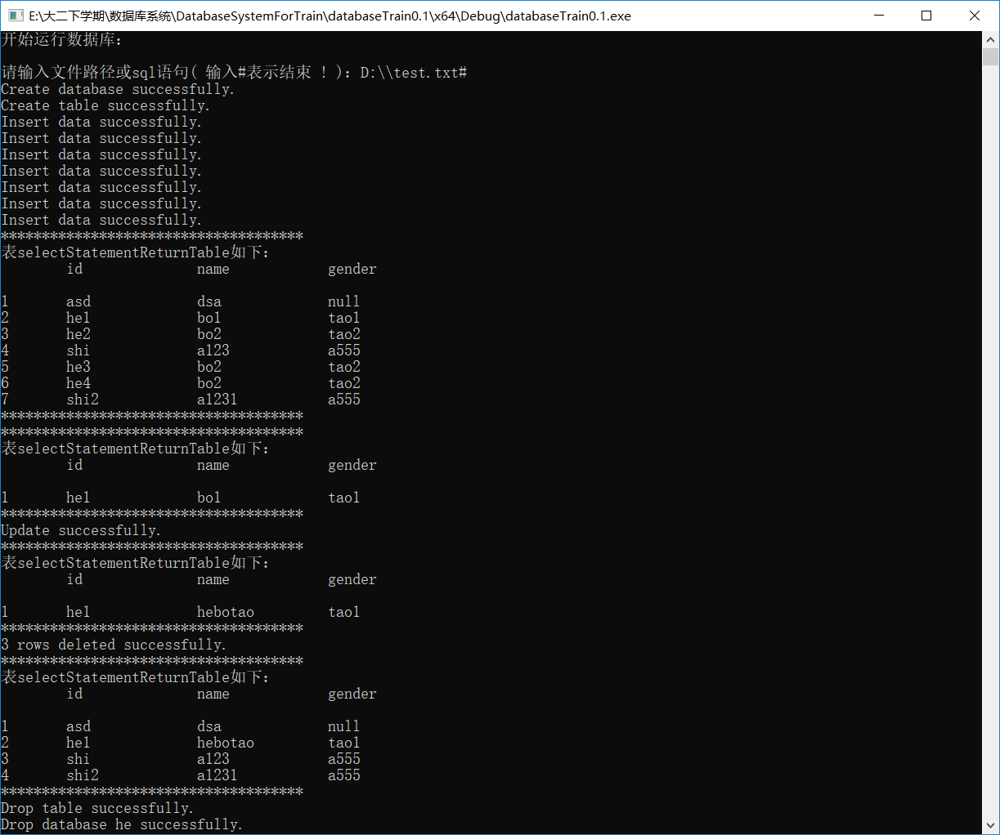 E:\大二下学期\数据库系统\DatabaseSystemForTrain\databaseTrain0.1\x64\Debug\databaseTrain0.1.exe
开始运行数据库：
请输入文件路径或sql语句( 输入#表示结束 ! )：D:\\test.txt#
Create database successfully.
Create table successfully.
Insert data successfully.
Insert data successfully.
Insert data successfully.
Insert data successfully.
Insert data successfully.
Insert data successfully.
Insert data successfully.
*************************************
表selectStatementReturnTable如下：
id name gender
1 asd dsa null
2 he1 bo1 tao1
3 he2 bo2 tao2
4 shi a123 a555
5 he3 bo2 tao2
6 he4 bo2 tao2
7 shi2 a1231 a555
*************************************
*************************************
表selectStatementReturnTable如下：
id name gender
1 he1 bo1 tao1
*************************************
Update successfully.
*************************************
表selectStatementReturnTable如下：
id name gender
1 he1 hebotao tao1
*************************************
3 rows deleted successfully.
*************************************
表selectStatementReturnTable如下：
id name gender
1 asd dsa null
2 he1 hebotao tao1
3 shi a123 a555
4 shi2 a1231 a555
*************************************
Drop table successfully.
Drop database he successfully.